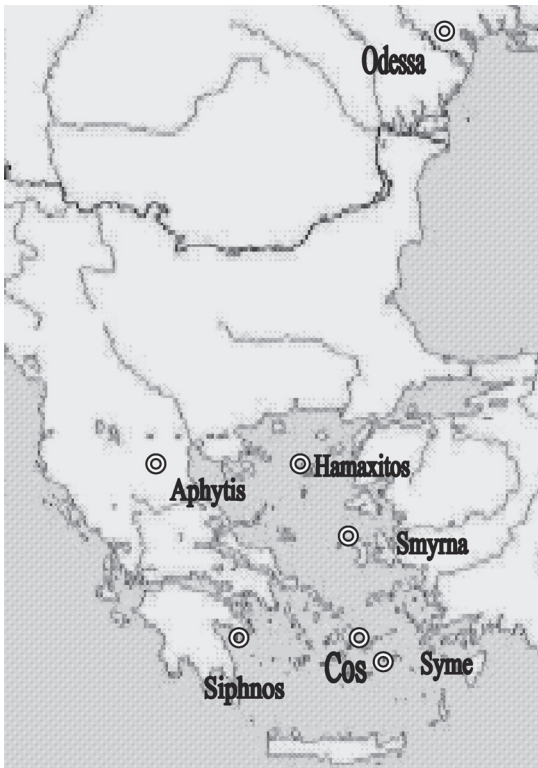 Odessa
Hamaxitos
Aphytis
Smyrna
Cos
Syme
Siphnos